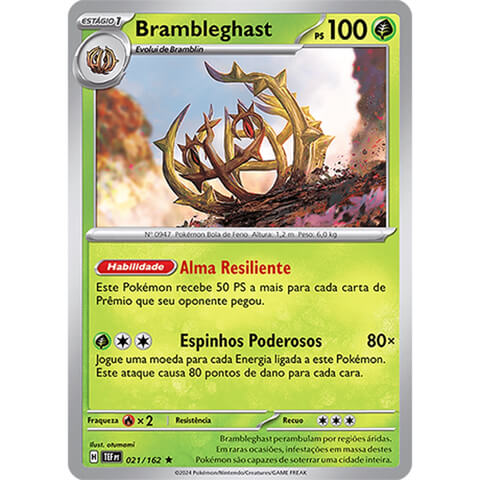 ESTÁGIO 1
Brambleghast
PS 100
Evolui de Bramblin
Nº 0947 Pokémon Bola de Feno Altura: 1,2 m Peso: 6,0 kg
Habilidade Alma Resiliente
Este Pokémon recebe 50 PS a mais para cada carta de
Prêmio que seu oponente pegou.
Espinhos Poderosos 80×
Jogue uma moeda para cada Energia ligada a este Pokémon.
Este ataque causa 80 pontos de dano para cada cara.
Fraqueza × 2 Resistência Recuo
Ilust. otumami
H TEF PT 021/162 ★
Brambleghast perambulam por regiões áridas.
Em raras ocasiões, infestações em massa destes
Pokémon são capazes de soterrar uma cidade inteira.
©2024 Pokémon/Nintendo/Creatures/GAME FREAK